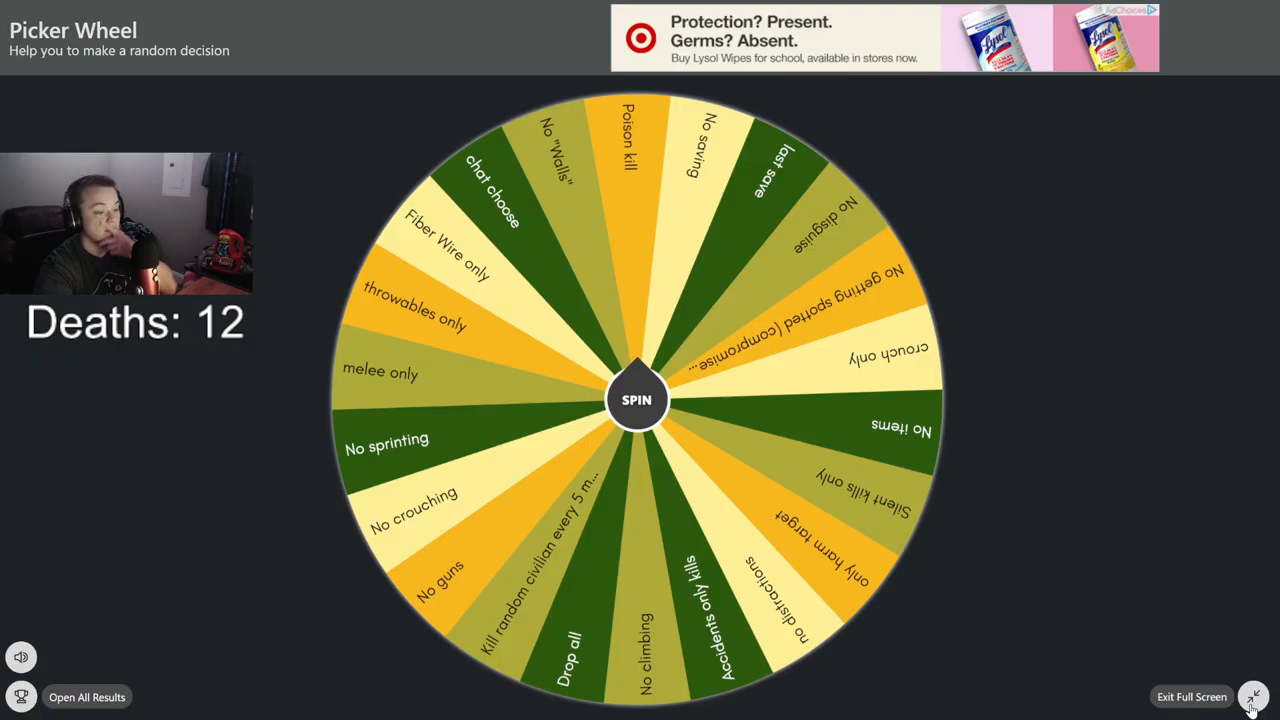 Picker Wheel
Help you to make a random decision
Protection? Present.
Germs? Absent.
Buy Lysol Wipes for school, available in stores now.
AdChoices
Lysol
Lysol
Deaths: 12
Poison kill
No saving
last save
No disguise
No getting spotted (compromise...
crouch only
No items
Silent kills only
only harm target
no distractions
Accidents only kills
No climbing
Drop all
Kill random civilian every 5 m...
No guns
No crouching
No sprinting
melee only
throwables only
Fiber Wire only
chat choose
No "Walls"
SPIN
Open All Results
Exit Full Screen